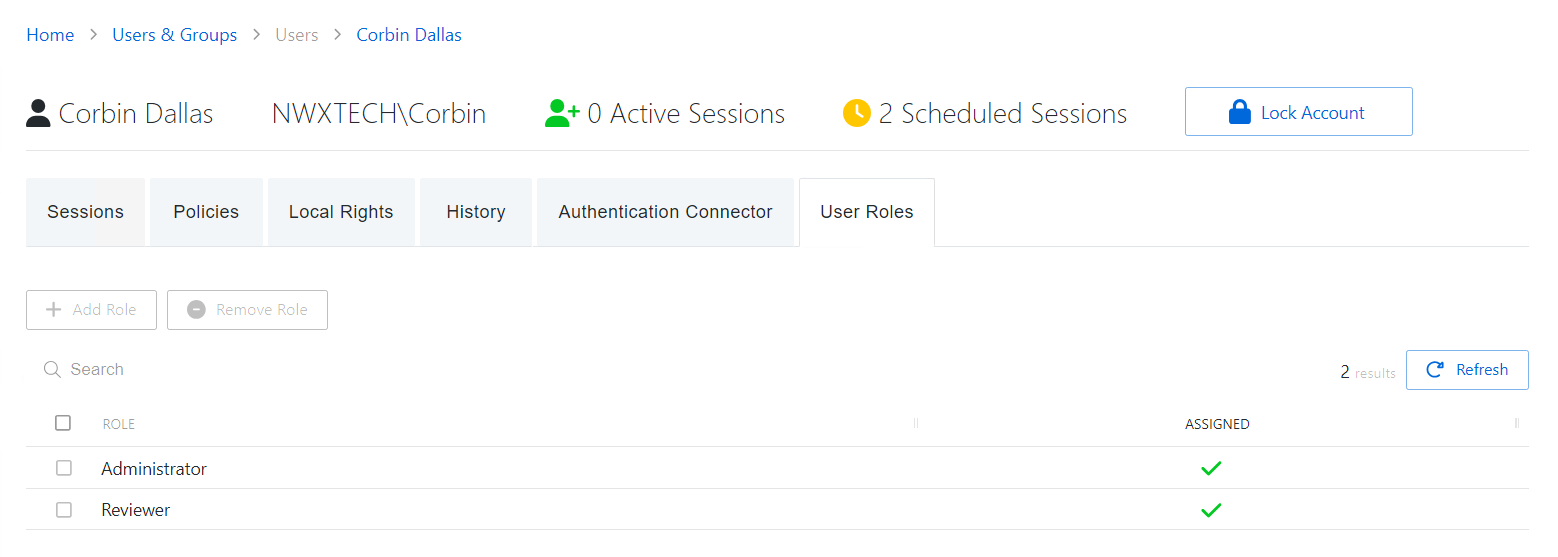 Home > Users & Groups > Users > Corbin Dallas
Corbin Dallas NWXTECH\Corbin 0 Active Sessions 2 Scheduled Sessions Lock Account
Sessions Policies Local Rights History Authentication Connector User Roles
Add Role Remove Role
Search 2 results Refresh
ROLE ASSIGNED
Administrator
Reviewer